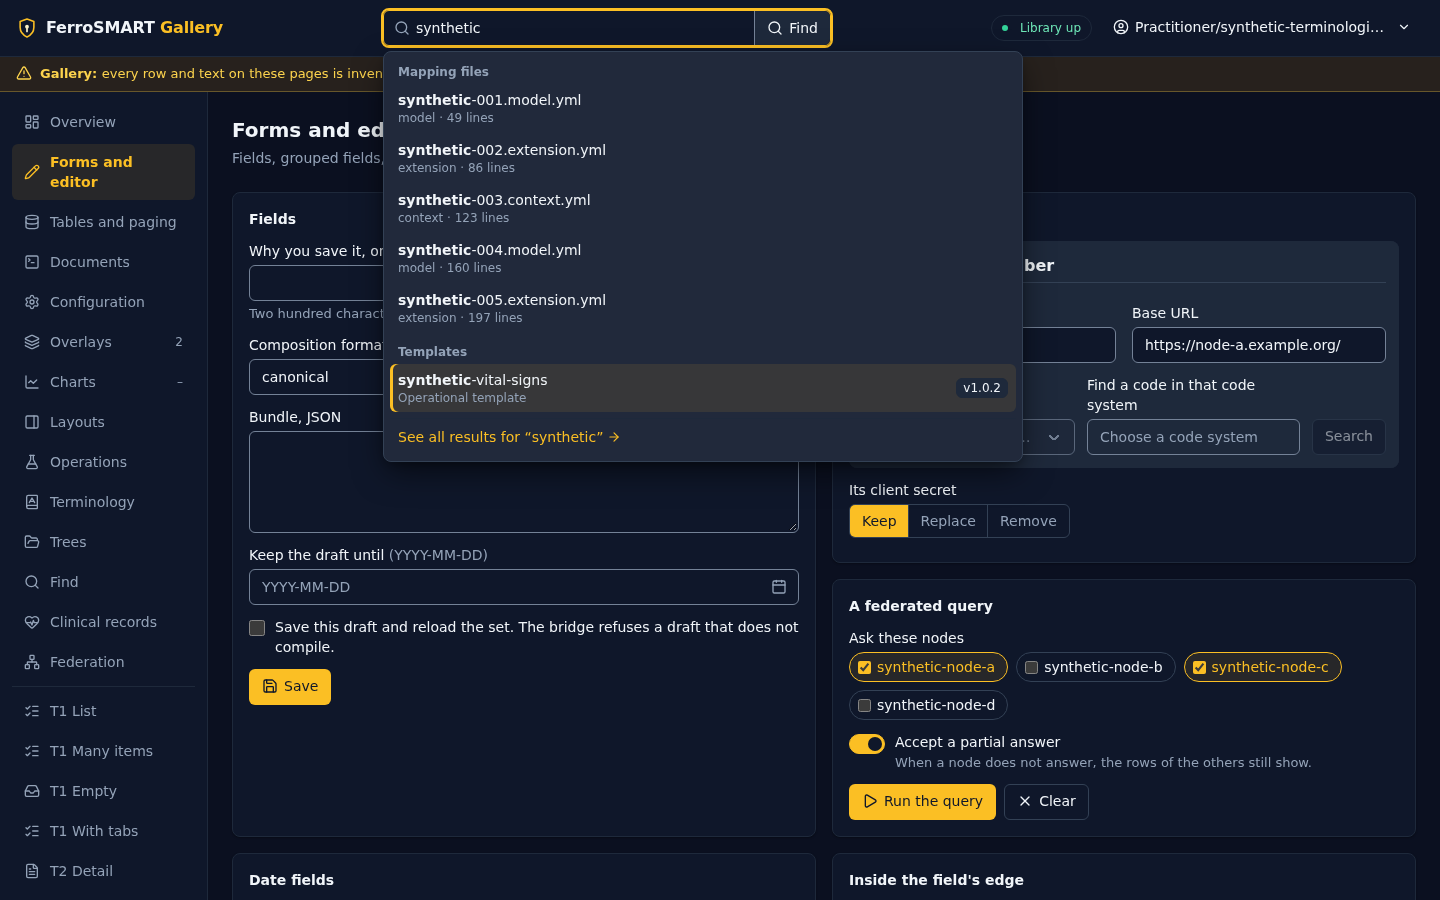 FerroSMART Gallery
synthetic
Find
Library up
Practitioner/synthetic-terminologi…
Gallery: every row and text on these pages is inven
Overview
Forms and editor
Tables and paging
Documents
Configuration
Overlays 2
Charts –
Layouts
Operations
Terminology
Trees
Find
Clinical records
Federation
T1 List
T1 Many items
T1 Empty
T1 With tabs
T2 Detail
Mapping files
synthetic-001.model.yml
model · 49 lines
synthetic-002.extension.yml
extension · 86 lines
synthetic-003.context.yml
context · 123 lines
synthetic-004.model.yml
model · 160 lines
synthetic-005.extension.yml
extension · 197 lines
Templates
synthetic-vital-signs
Operational template
v1.0.2
See all results for “synthetic” →
Forms and ed
Fields, grouped fields,
Fields
Why you save it, or
Two hundred charact
Composition forma
canonical
Bundle, JSON
Keep the draft until (YYYY-MM-DD)
YYYY-MM-DD
Save this draft and reload the set. The bridge refuses a draft that does not
compile.
Save
ber
Base URL
https://node-a.example.org/
Find a code in that code
system
Choose a code system
Search
Its client secret
Keep
Replace
Remove
A federated query
Ask these nodes
synthetic-node-a
synthetic-node-b
synthetic-node-c
synthetic-node-d
Accept a partial answer
When a node does not answer, the rows of the others still show.
Run the query
Clear
Date fields
Inside the field's edge